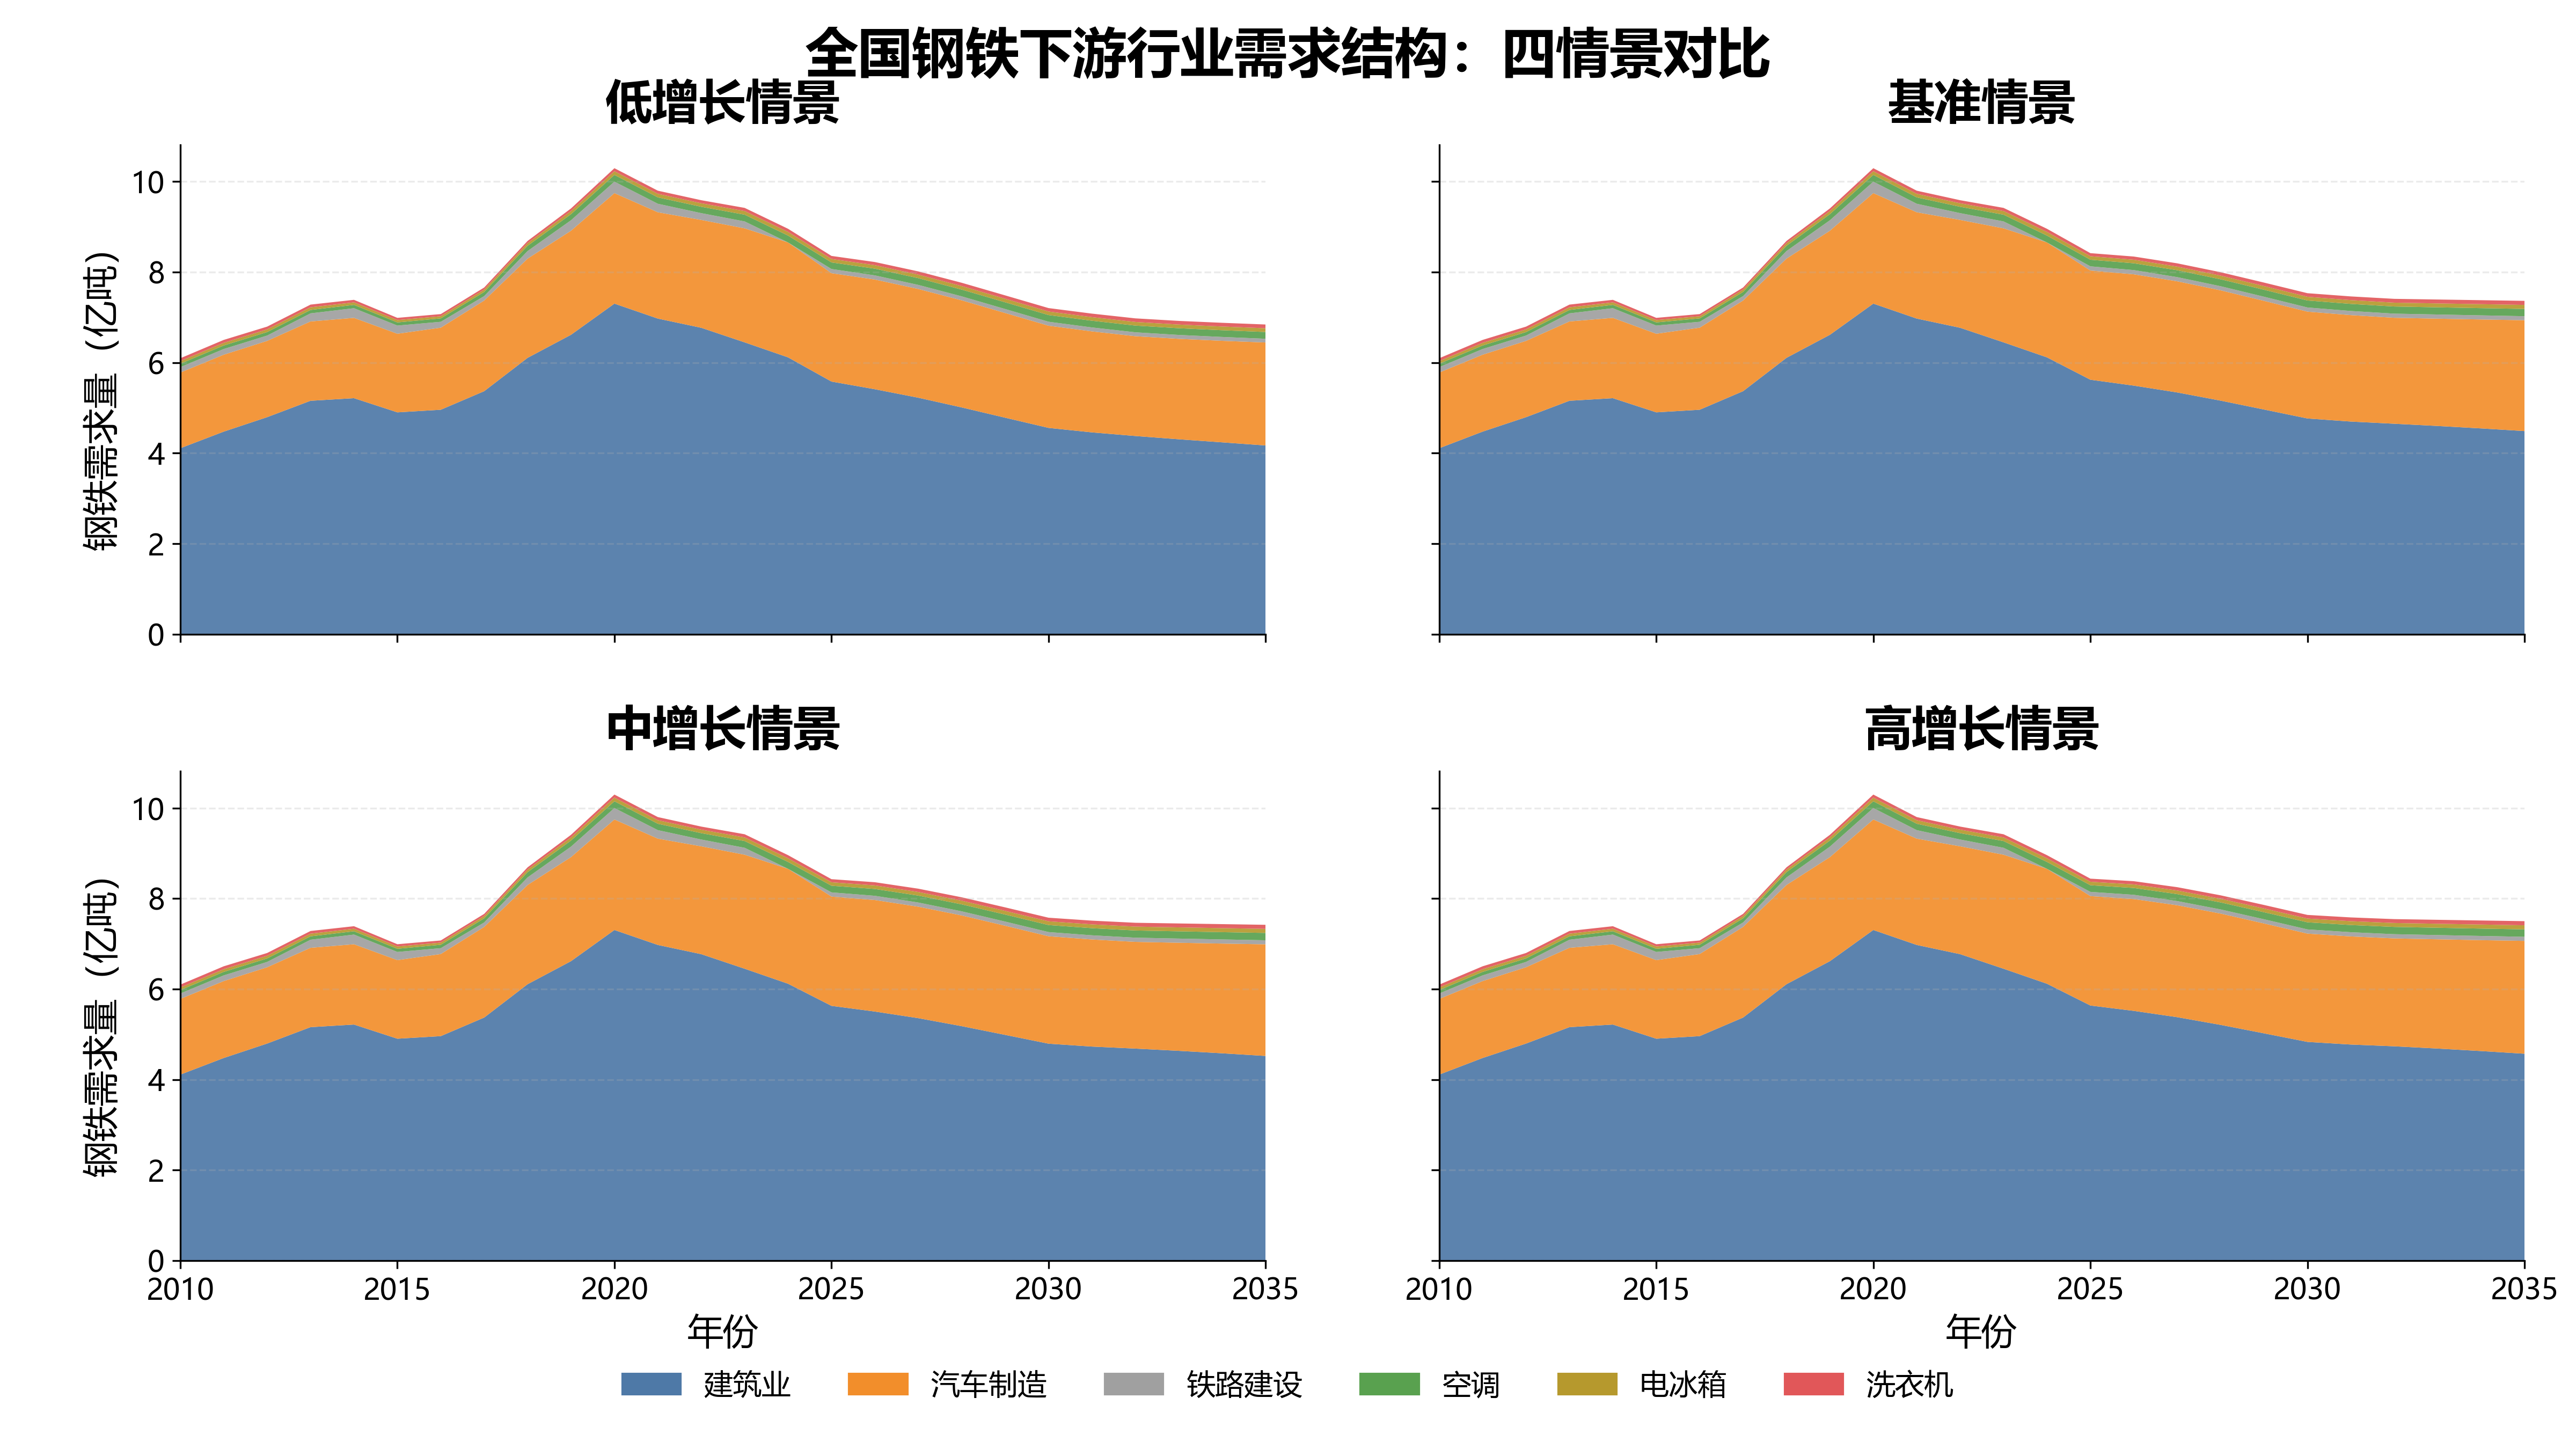 全国钢铁下游行业需求结构：四情景对比
低增长情景
基准情景
钢铁需求量（亿吨）
10
8
6
4
2
0
中增长情景
高增长情景
钢铁需求量（亿吨）
10
8
6
4
2
0
2010 2015 2020 2025 2030 2035
2010 2015 2020 2025 2030 2035
年份
年份
建筑业 汽车制造 铁路建设 空调 电冰箱 洗衣机